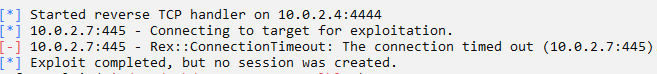 [*] Started reverse TCP handler on 10.0.2.4:4444
[*] 10.0.2.7:445 - Connecting to target for exploitation.
[-] 10.0.2.7:445 - Rex::ConnectionTimeout: The connection timed out (10.0.2.7:445)
[*] Exploit completed, but no session was created.